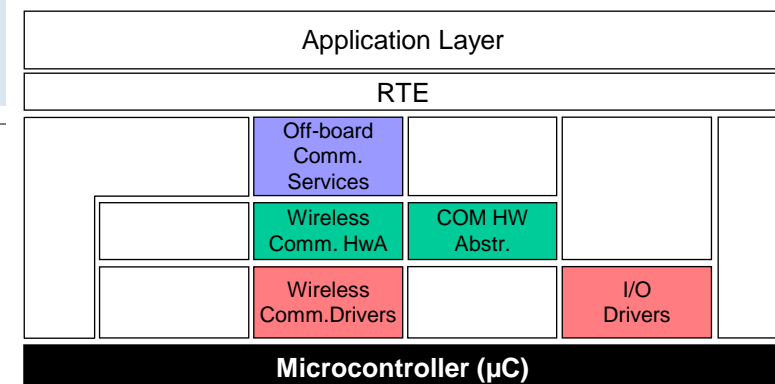 Application Layer
RTE
Off-board
Comm.
Services
Wireless
Comm. HwA
COM HW
Abstr.
Wireless
Comm.Drivers
I/O
Drivers
Microcontroller (µC)